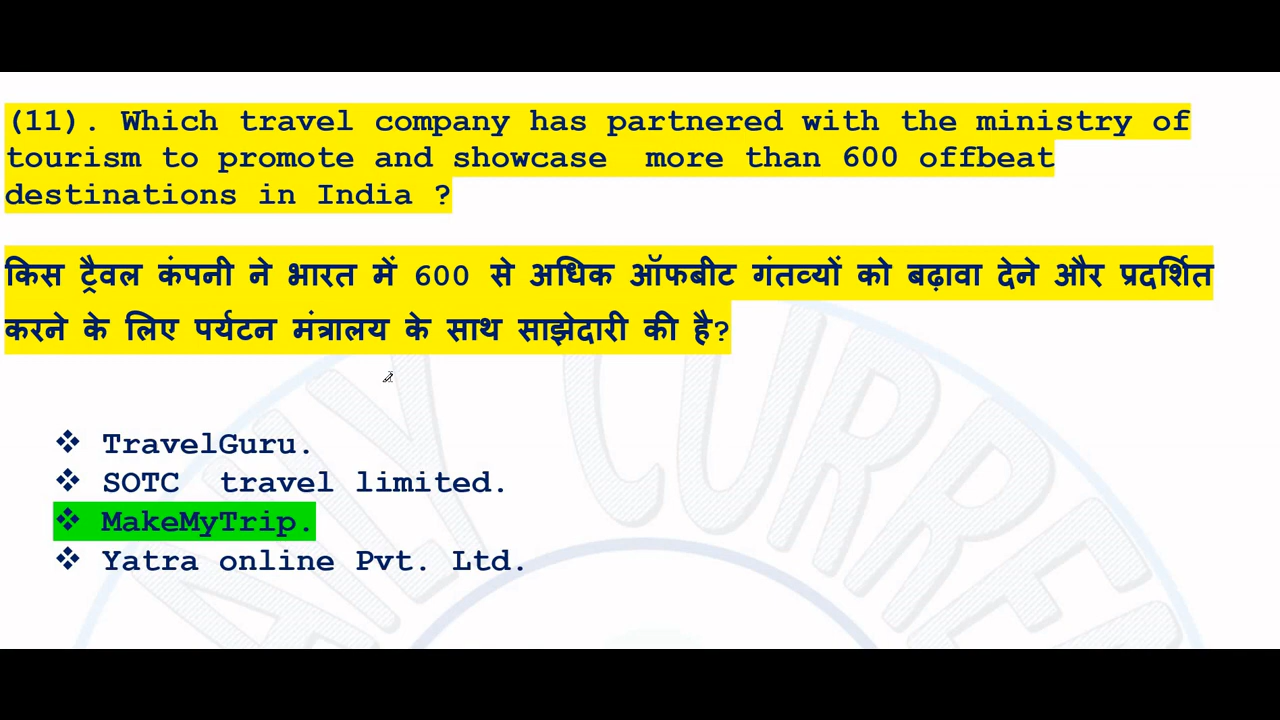 (11). Which travel company has partnered with the ministry of
tourism to promote and showcase more than 600 offbeat
destinations in India ?
किस ट्रैवल कंपनी ने भारत में 600 से अधिक ऑफबीट गंतव्यों को बढ़ावा देने और प्रदर्शित
करने के लिए पर्यटन मंत्रालय के साथ साझेदारी की है?
❖ TravelGuru.
❖ SOTC travel limited.
❖ MakeMyTrip.
❖ Yatra online Pvt. Ltd.